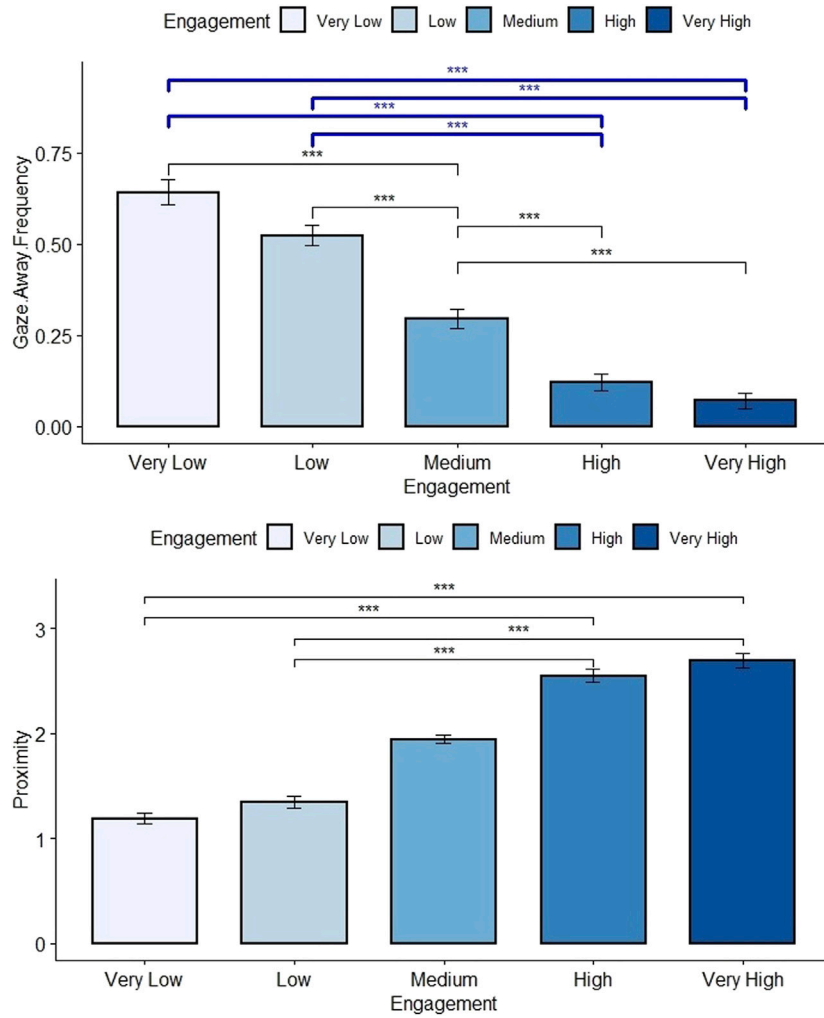 Engagement Very Low Low Medium High Very High
***
***
***
***
***
***
***
***
0.75
0.50
0.25
0.00
Gaze.Away.Frequency
Very Low Low Medium High Very High
Engagement
Engagement Very Low Low Medium High Very High
***
***
***
***
3
2
1
0
Proximity
Very Low Low Medium High Very High
Engagement